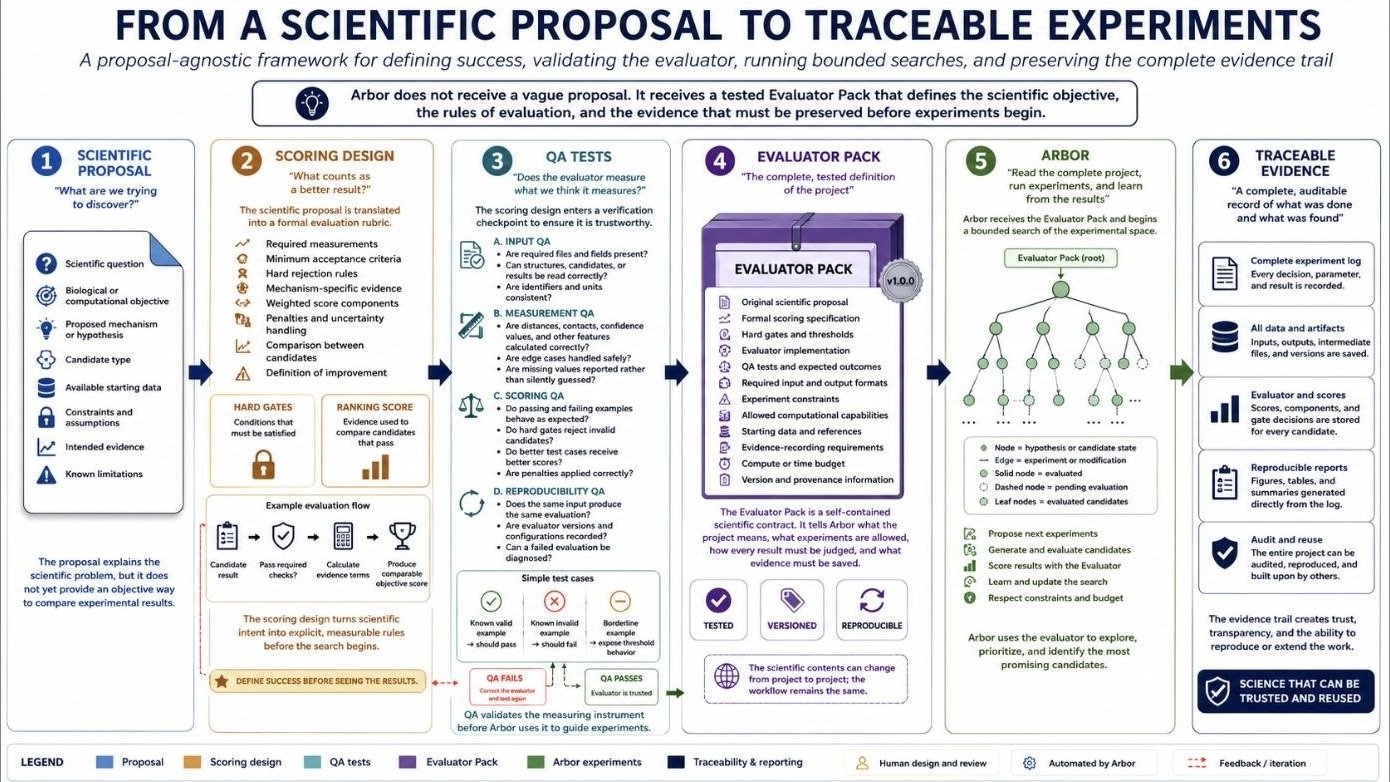 FROM A SCIENTIFIC PROPOSAL TO TRACEABLE EXPERIMENTS
A proposal-agnostic framework for defining success, validating the evaluator, running bounded searches, and preserving the complete evidence trail
Arbor does not receive a vague proposal. It receives a tested Evaluator Pack that defines the scientific objective,
the rules of evaluation, and the evidence that must be preserved before experiments begin.
1
SCIENTIFIC
PROPOSAL
"What are we trying
to discover?"
Scientific question
Biological or
computational objective
Proposed mechanism
or hypothesis
Candidate type
Available starting data
Constraints and
assumptions
Intended evidence
Known limitations
The proposal explains the
scientific problem, but it does
not yet provide an objective way
to compare experimental results.
2
SCORING DESIGN
"What counts as
a better result?"
The scientific proposal is translated
into a formal evaluation rubric.
Required measurements
Minimum acceptance criteria
Hard rejection rules
Mechanism-specific evidence
Weighted score components
Penalties and uncertainty
handling
Comparison between
candidates
Definition of improvement
HARD GATES
Conditions that
must be satisfied
RANKING SCORE
Evidence used to
compare candidates
that pass
Example evaluation flow
Candidate
result
Pass required
checks?
Calculate
evidence terms
Produce
comparable
objective score
The scoring design turns scientific
intent into explicit, measurable rules
before the search begins.
DEFINE SUCCESS BEFORE SEEING THE RESULTS.
3
QA TESTS
"Does the evaluator measure
what we think it measures?"
The scoring design enters a verification
checkpoint to ensure it is trustworthy.
A. INPUT QA
• Are required files and fields present?
• Can structures, candidates, or
results be read correctly?
• Are identifiers and units
consistent?
B. MEASUREMENT QA
• Are distances, contacts, confidence
values, and other features
calculated correctly?
• Are edge cases handled safely?
• Are missing values reported rather
than silently guessed?
C. SCORING QA
• Do passing and failing examples
behave as expected?
• Do hard gates reject invalid
candidates?
• Do better test cases receive
better scores?
• Are penalties applied correctly?
D. REPRODUCIBILITY QA
• Does the same input produce
the same evaluation?
• Are evaluator versions and
configurations recorded?
• Can a failed evaluation be
diagnosed?
Simple test cases
Known valid
example
→ should pass
Known invalid
example
→ should fail
Borderline
example
→ expose threshold
behavior
QA FAILS
Correct the evaluator
and test again
QA PASSES
Evaluator is trusted
QA validates the measuring instrument
before Arbor uses it to guide experiments.
4
EVALUATOR PACK
"The complete, tested definition
of the project"
EVALUATOR PACK
v1.0.0
Original scientific proposal
Formal scoring specification
Hard gates and thresholds
Evaluator implementation
QA tests and expected outcomes
Required input and output formats
Experiment constraints
Allowed computational capabilities
Starting data and references
Evidence-recording requirements
Compute or time budget
Version and provenance information
The Evaluator Pack is a self-contained
scientific contract. It tells Arbor what the
project means, what experiments are allowed,
how every result must be judged, and what
evidence must be saved.
TESTED
VERSIONED
REPRODUCIBLE
The scientific contents can change
from project to project; the
workflow remains the same.
5
ARBOR
"Read the complete project,
run experiments, and learn
from the results"
Arbor receives the Evaluator Pack and begins
a bounded search of the experimental space.
Evaluator Pack (root)
Node = hypothesis or candidate state
Edge = experiment or modification
Solid node = evaluated
Dashed node = pending evaluation
Leaf nodes = evaluated candidates
Propose next experiments
Generate and evaluate candidates
Score results with the Evaluator
Learn and update the search
Respect constraints and budget
Arbor uses the evaluator to explore,
prioritize, and identify the most
promising candidates.
6
TRACEABLE
EVIDENCE
"A complete, auditable
record of what was done
and what was found"
Complete experiment log
Every decision, parameter,
and result is recorded.
All data and artifacts
Inputs, outputs, intermediate
files, and versions are saved.
Evaluator and scores
Scores, components, and
gate decisions are stored
for every candidate.
Reproducible reports
Figures, tables, and
summaries generated
directly from the log.
Audit and reuse
The entire project can be
audited, reproduced, and
built upon by others.
The evidence trail creates trust,
transparency, and the ability to
reproduce or extend the work.
SCIENCE THAT CAN BE
TRUSTED AND REUSED
LEGEND
Proposal
Scoring design
QA tests
Evaluator Pack
Arbor experiments
Traceability & reporting
Human design and review
Automated by Arbor
Feedback / iteration